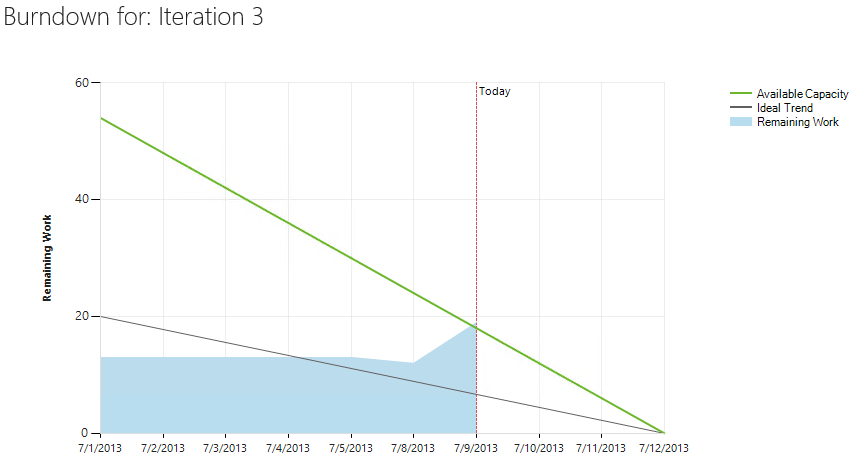 Burndown for: Iteration 3
60
Today
Available Capacity
Ideal Trend
Remaining Work
40
Remaining Work
20
0
7/1/2013 7/2/2013 7/3/2013 7/4/2013 7/5/2013 7/8/2013 7/9/2013 7/10/2013 7/11/2013 7/12/2013